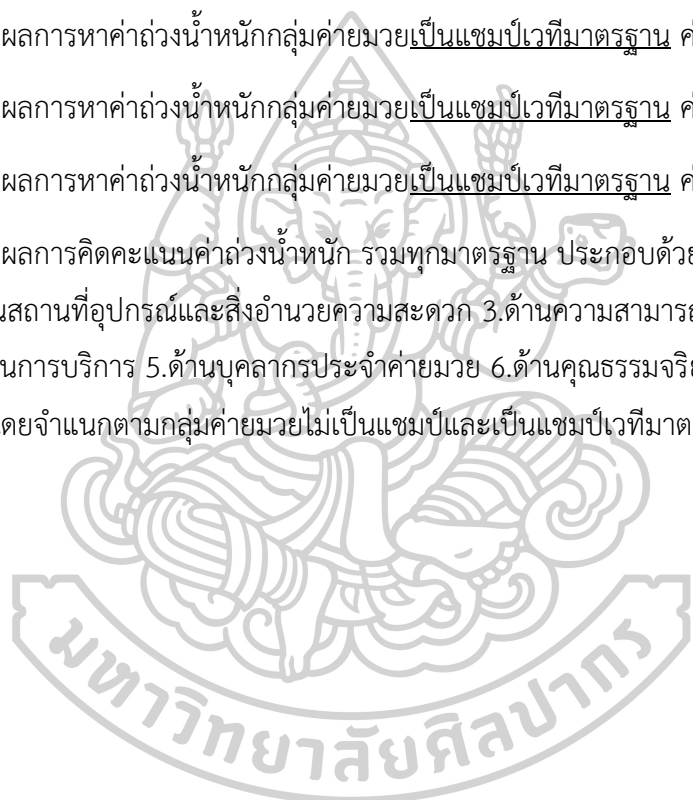 ผลการหาค่าถ่วงน้ำหนักกลุ่มค่ายมวยเป็นแชมป์เวทีมาตรฐาน ค่
ผลการหาค่าถ่วงน้ำหนักกลุ่มค่ายมวยเป็นแชมป์เวทีมาตรฐาน ค่
ผลการหาค่าถ่วงน้ำหนักกลุ่มค่ายมวยเป็นแชมป์เวทีมาตรฐาน ค่
ผลการคิดคะแนนค่าถ่วงน้ำหนัก รวมทุกมาตรฐาน ประกอบด้วย
นสถานที่อุปกรณ์และสิ่งอำนวยความสะดวก 3.ด้านความสามารถ
นการบริการ 5.ด้านบุคลากรประจำค่ายมวย 6.ด้านคุณธรรมจริย
ดยจำแนกตามกลุ่มค่ายมวยไม่เป็นแชมป์และเป็นแชมป์เวทีมาต
มหาวิทยาลัยศิลปากร